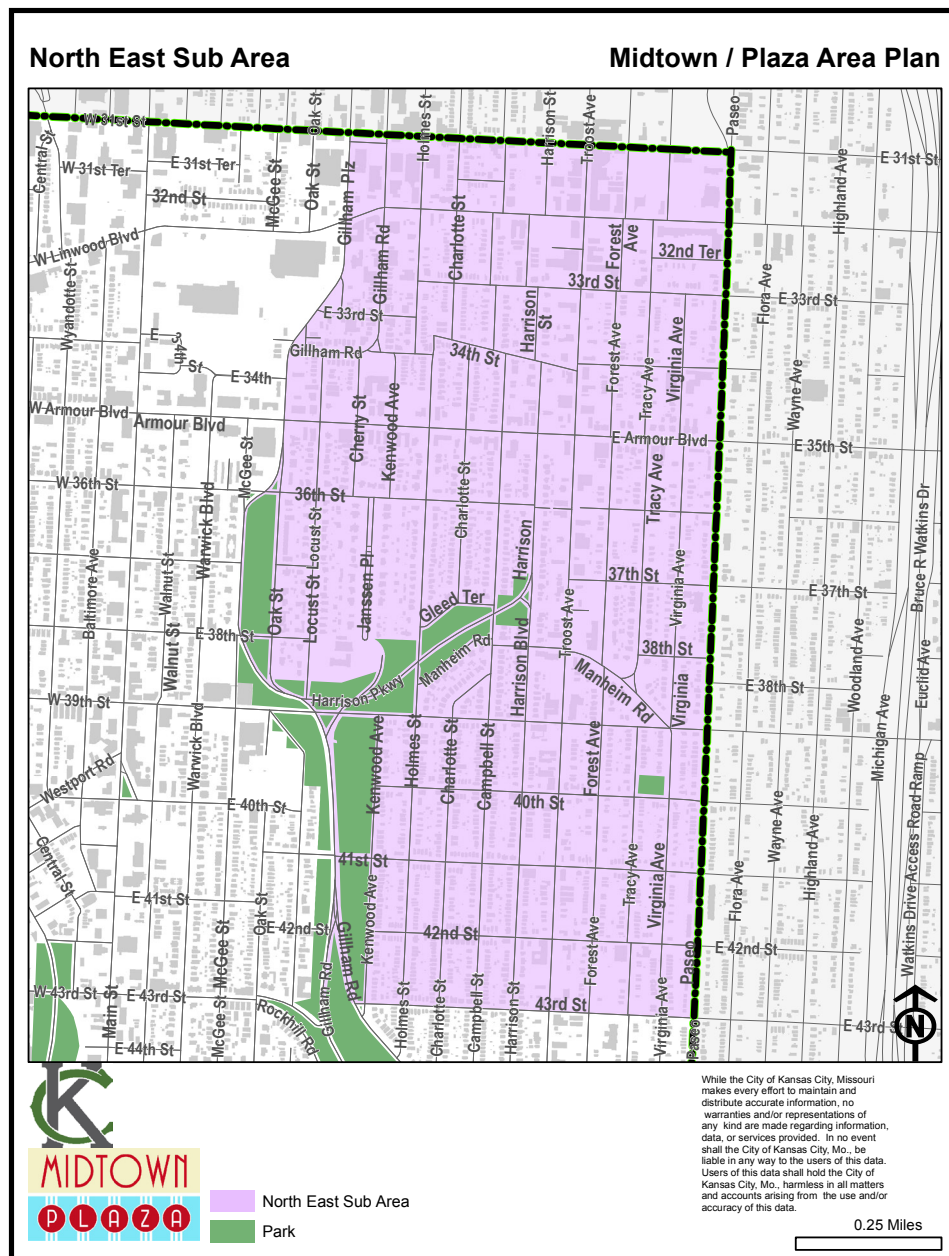 North East Sub Area
Midtown / Plaza Area Plan
W 31st St
Oak St
Holmes St
Harrison St
Troost Ave
Paseo
Central St
W 31st Ter
E 31st Ter
McGee St
Oak St
Gillham Plz
E 31st St
Highland Ave
32nd St
Charlotte St
Forest Ave
32nd Ter
W Linwood Blvd
Gillham Rd
33rd St
Wyandotte St
E 33rd St
Harrison St
Flora Ave
E 33rd St
E 34th St
Gillham Rd
34th St
Forest Ave
Tracy Ave
Virginia Ave
Wayne Ave
E 34th
W Armour Blvd
Armour Blvd
Cherry St
Kenwood Ave
E Armour Blvd
E 35th St
McGee St
W 36th St
Warwick Blvd
36th St
Charlotte St
Tracy Ave
Bruce R Watkins Dr
Baltimore Ave
Walnut St
Locust St
Janssen Pl
Harrison
37th St
Virginia Ave
E 37th St
Oak St
Locust St
Gleed Ter
Troost Ave
E 38th St
Walnut St
Manheim Rd
Harrison Blvd
38th St
Woodland Ave
Euclid Ave
W 39th St
Harrison Pkwy
Manheim Rd
Virginia
E 38th St
Michigan Ave
Warwick Blvd
Kenwood Ave
Holmes St
Charlotte St
Campbell St
Forest Ave
Westport Rd
E 40th St
40th St
Wayne Ave
Highland Ave
Watkins Drive Access Road Ramp
Central St
41st St
Tracy Ave
Virginia Ave
Flora Ave
E 41st St
Oak St
Kenwood Ave
McGee St
E 42nd St
Gillham Rd
42nd St
Forest Ave
Paseo
E 42nd St
W 43rd St
Main St
E 43rd St
McGee St
Rockhill Rd
Gillham Rd
Holmes St
Charlotte St
Campbell St
Harrison St
43rd St
Virginia Ave
Paseo
E 43rd St
N
E 44th St
KC
MIDTOWN
PLAZA
North East Sub Area
Park
While the City of Kansas City, Missouri
makes every effort to maintain and
distribute accurate information, no
warranties and/or representations of
any kind are made regarding information,
data, or services provided. In no event
shall the City of Kansas City, Mo., be
liable in any way to the users of this data.
Users of this data shall hold the City of
Kansas City, Mo., harmless in all matters
and accounts arising from the use and/or
accuracy of this data.
0.25 Miles